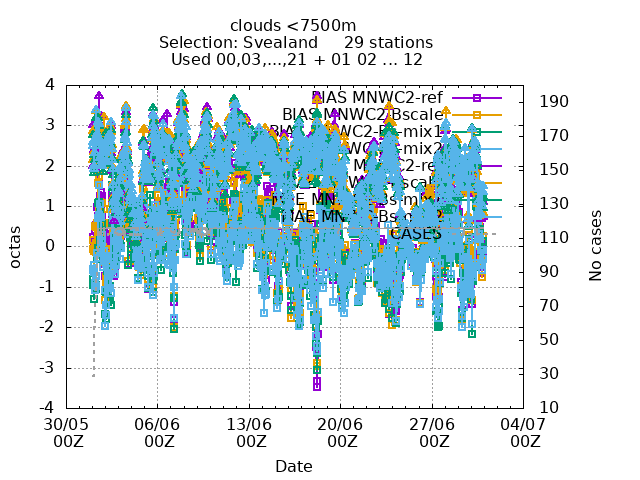 clouds <7500m
Selection: Svealand 29 stations
Used 00,03,...,21 + 01 02 ... 12
BIAS MNWC2-ref
BIAS MNWC2-Bscale
CASES
octas
4
3
2
1
0
-1
-2
-3
-4
190
170
150
130
110
90
70
50
30
10
No cases
30/05 06/06 13/06 20/06 27/06 04/07
00Z 00Z 00Z 00Z 00Z 00Z
Date